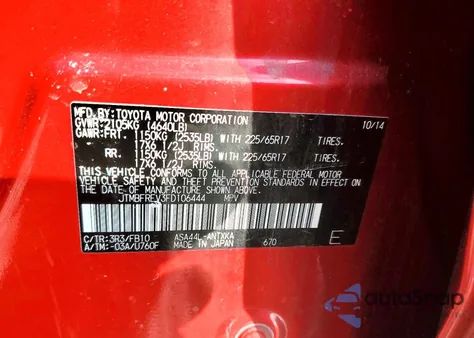 MFD. BY: TOYOTA MOTOR CORPORATION 10/14
GVWR: 2105KG (4640LB)
GAWR: FRT. 1150KG (2535LB) WITH 225/65R17 TIRES.
17X6 1/2J RIMS.
RR. 1150KG (2535LB) WITH 225/65R17 TIRES.
17X6 1/2J RIMS.
THIS VEHICLE CONFORMS TO ALL APPLICABLE FEDERAL MOTOR
VEHICLE SAFETY AND THEFT PREVENTION STANDARDS IN
EFFECT ON THE DATE OF MANUFACTURE SHOWN ABOVE.
JTMBFREV3FD106444 MPV
C/TR: 3R3/FB10 ASA44L-ANTXKA
A/TM: -03A/U760F MADE IN JAPAN 670 E
AutoSnap